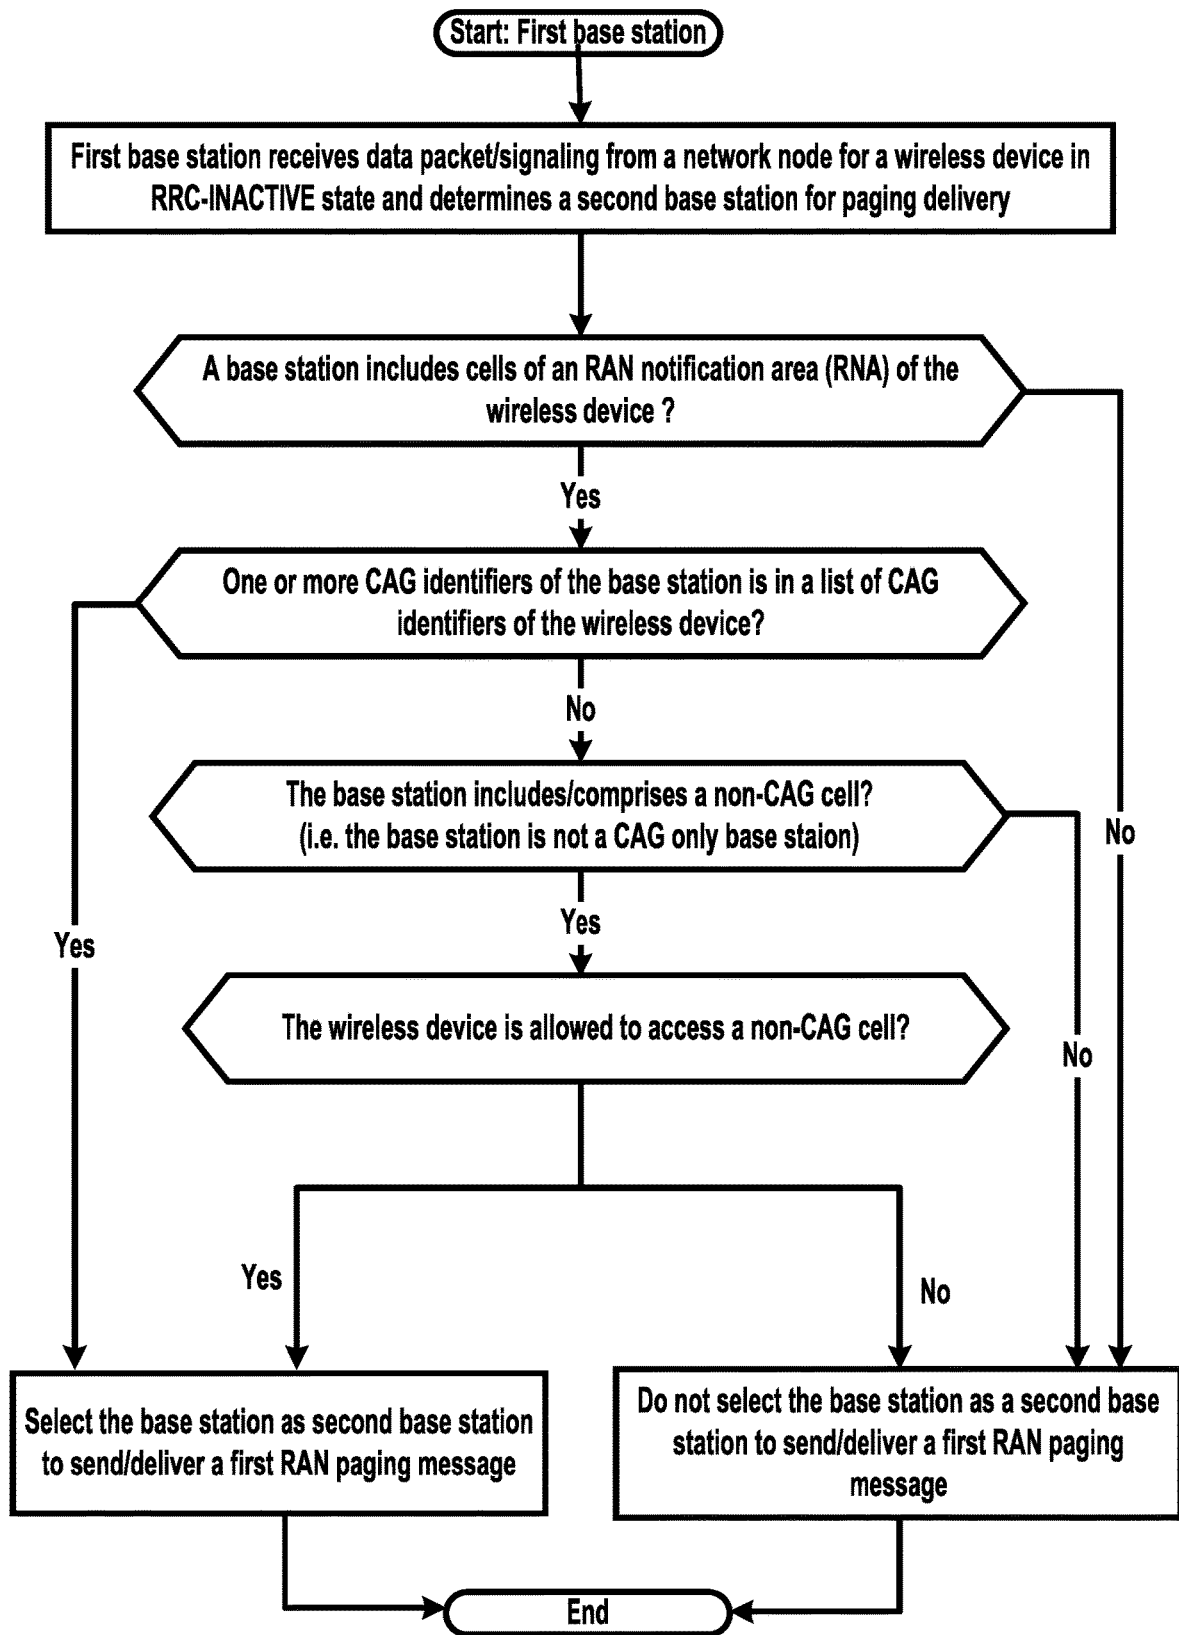 Start: First base station
First base station receives data packet/signaling from a network node for a wireless device in
RRC-INACTIVE state and determines a second base station for paging delivery
A base station includes cells of an RAN notification area (RNA) of the
wireless device ?
Yes
One or more CAG identifiers of the base station is in a list of CAG
identifiers of the wireless device?
No
The base station includes/comprises a non-CAG cell?
(i.e. the base station is not a CAG only base staion)
No
Yes
Yes
The wireless device is allowed to access a non-CAG cell?
No
Yes
No
Select the base station as second base station
to send/deliver a first RAN paging message
Do not select the base station as a second base
station to send/deliver a first RAN paging
message
End